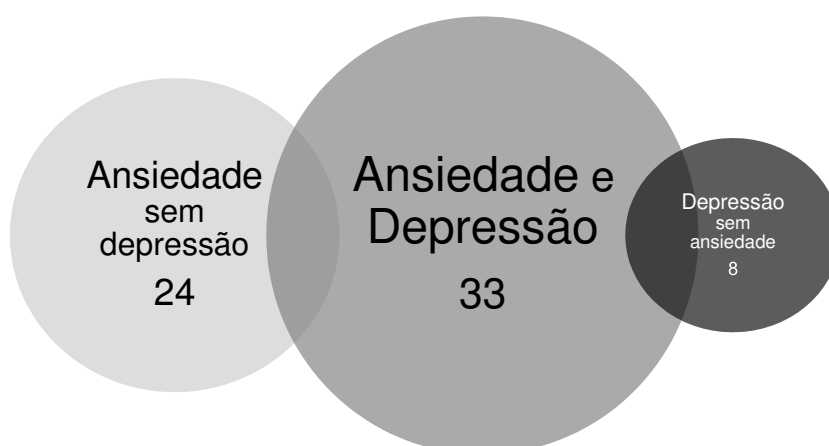 Ansiedade
sem
depressão
24
Ansiedade e
Depressão
33
Depressão
sem
ansiedade
8